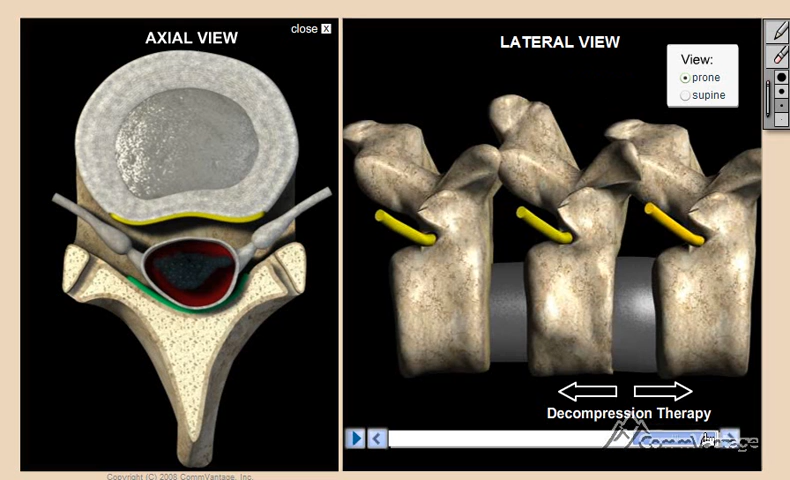 close X
AXIAL VIEW
LATERAL VIEW
View:
prone
supine
Decompression Therapy
CommVantage
Copyright (C) 2008 CommVantage, Inc.